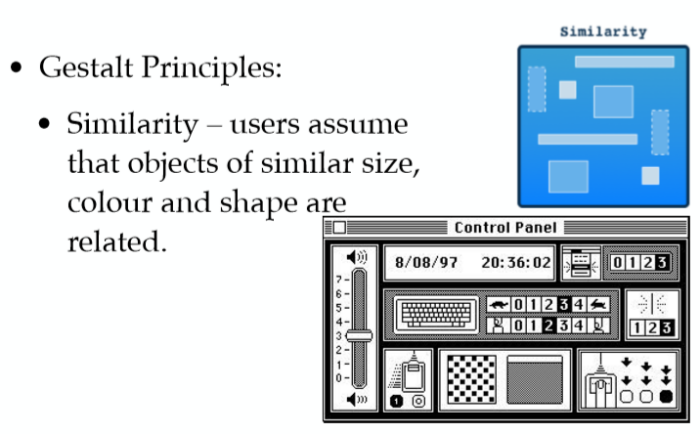 Similarity
• Gestalt Principles:
• Similarity – users assume
that objects of similar size,
colour and shape are
related.
Control Panel
8/08/97 20:36:02
0 1 2 3
7
6
5
4
3
2
1
0
0 1 2 3 4
0 1 2 3 4
1 2 3
1 0